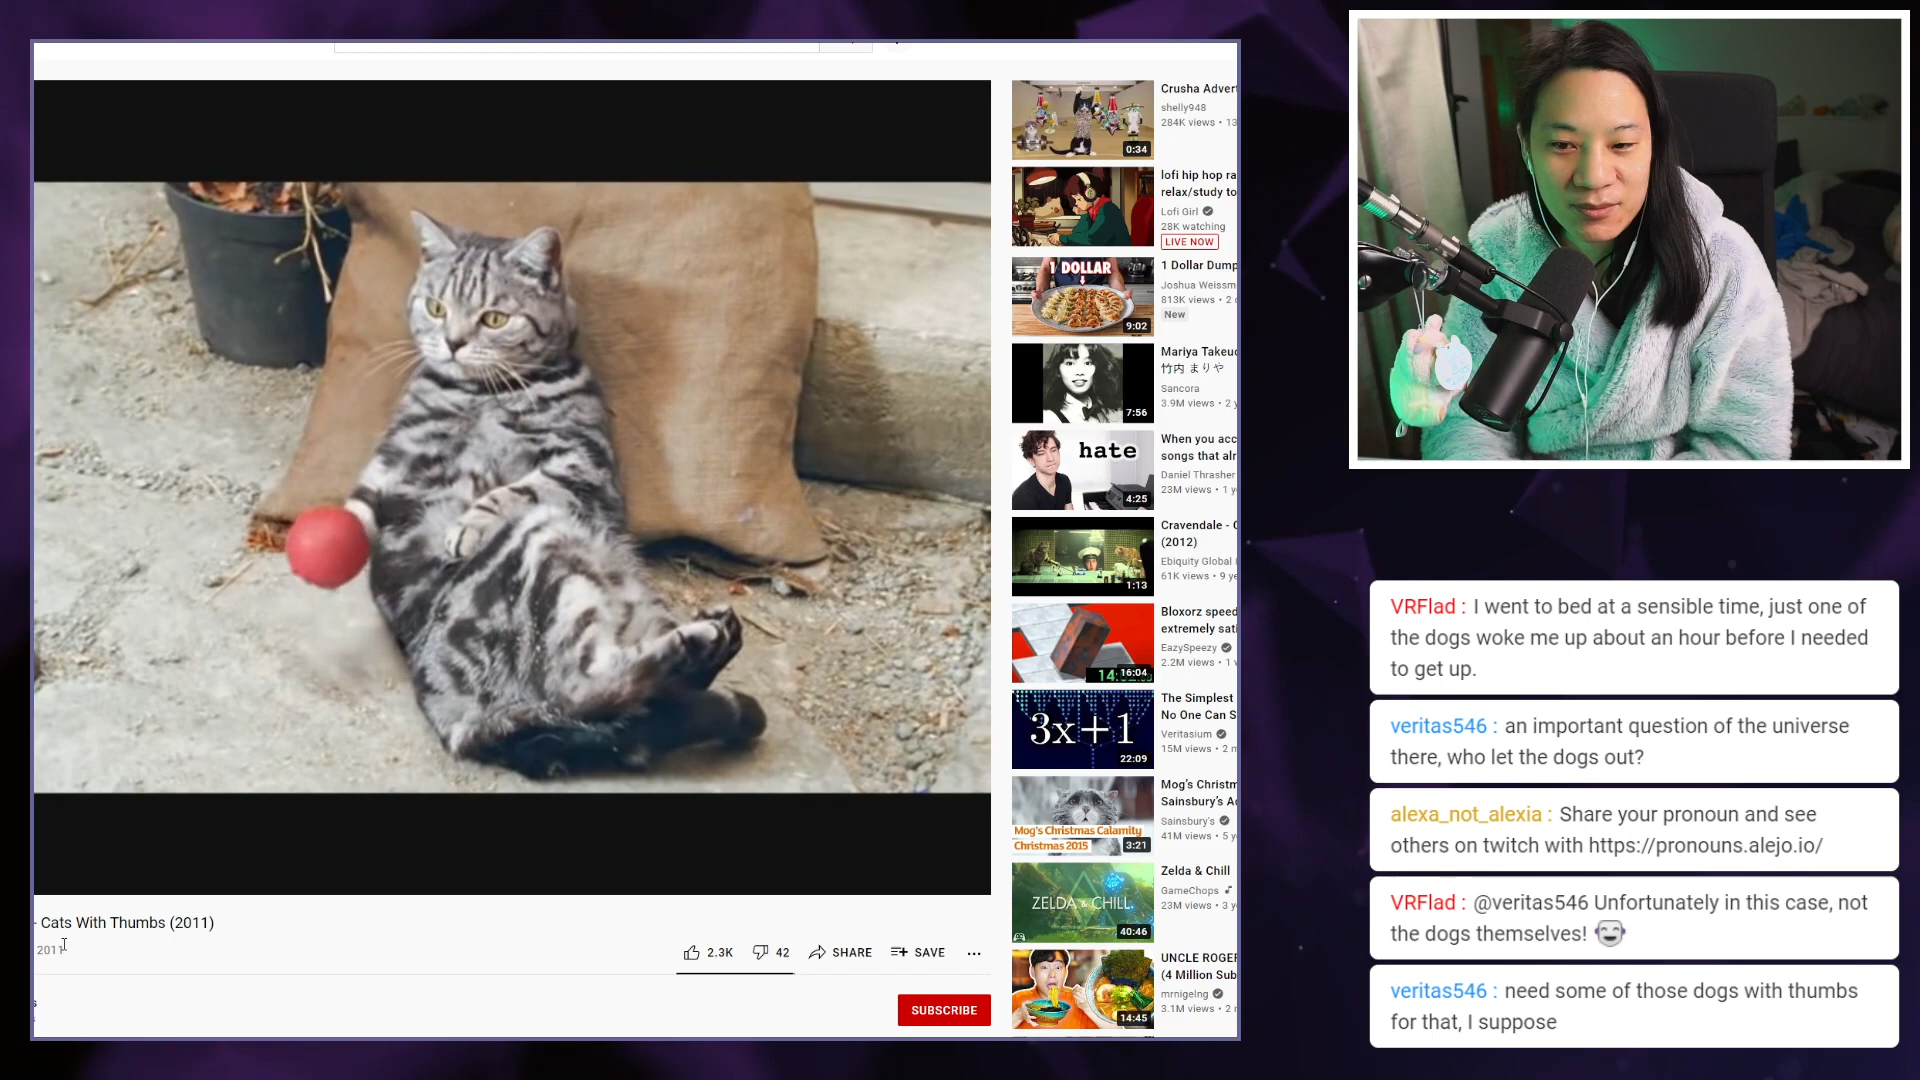 - Cats With Thumbs (2011)
2011
2.3K
42
SHARE
SAVE
SUBSCRIBE
Crusha Advert
shelly948
284K views • 13
0:34
lofi hip hop ra
relax/study to
Lofi Girl
28K watching
LIVE NOW
1 DOLLAR
9:02
1 Dollar Dump
Joshua Weissm
813K views • 2
New
7:56
Mariya Takeuc
竹内 まりや
Sancora
3.9M views • 2 y
hate
4:25
When you acc
songs that alr
Daniel Thrasher
23M views • 1 y
1:13
Cravendale -
(2012)
Ebiquity Global
61K views • 9 ye
16:04
Bloxorz speed
extremely sati
EazySpeezy
2.2M views • 1
3x+1
22:09
The Simplest
No One Can S
Veritasium
15M views • 2 m
Mog's Christmas Calamity
Christmas 2015
3:21
Mog's Christm
Sainsbury's A
Sainsbury's
41M views • 5 y
ZELDA & CHILL
40:46
Zelda & Chill
GameChops
23M views • 3 y
14:45
UNCLE ROGER
(4 Million Sub
mrnigelng
3.1M views • 2 m
VRFlad : I went to bed at a sensible time, just one of
the dogs woke me up about an hour before I needed
to get up.
veritas546 : an important question of the universe
there, who let the dogs out?
alexa_not_alexia : Share your pronoun and see
others on twitch with https://pronouns.alejo.io/
VRFlad : @veritas546 Unfortunately in this case, not
the dogs themselves!
veritas546 : need some of those dogs with thumbs
for that, I suppose